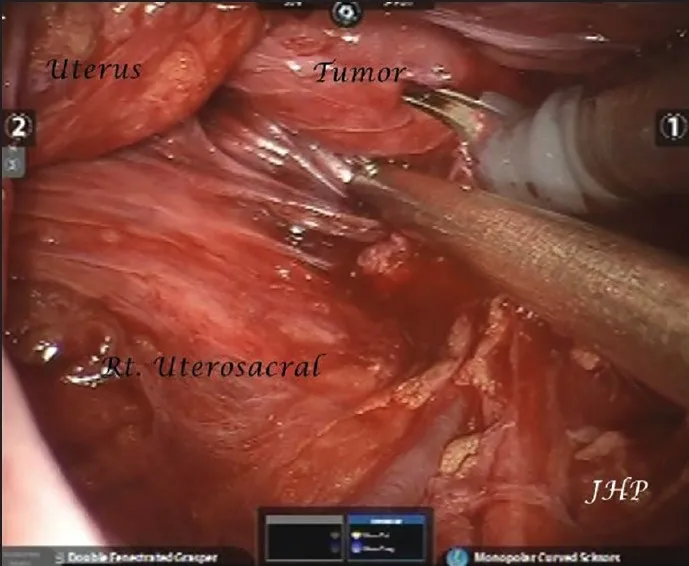 Uterus
Tumor
2
1
Rt. Uterosacral
JHP
Double Fenestrated Grasper
Monopolar Curved Scissors